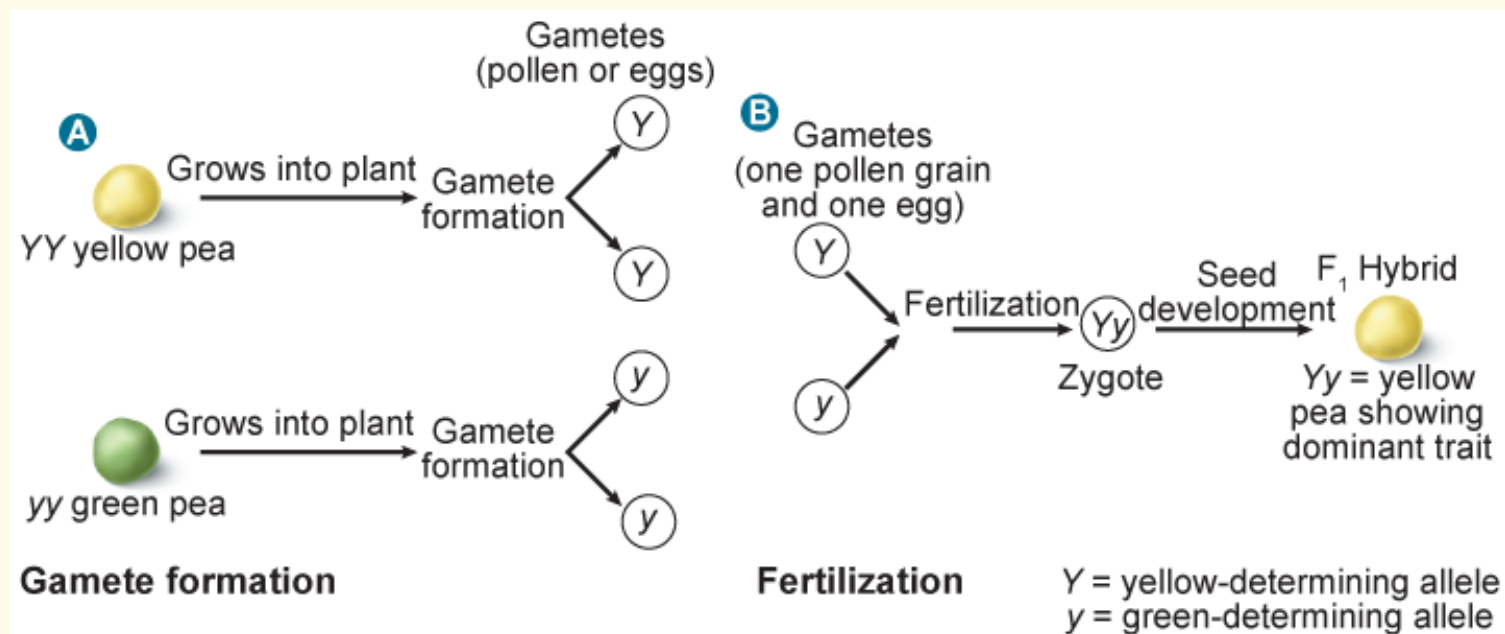 Gametes
(pollen or eggs)
A
Y
Grows into plant
Gamete
formation
YY yellow pea
Y
y
Grows into plant
Gamete
formation
yy green pea
y
Gamete formation
B
Gametes
(one pollen grain
and one egg)
Y
Fertilization
Yy
Zygote
Seed
development
F₁ Hybrid
Yy = yellow
pea showing
dominant trait
y
Fertilization
Y = yellow-determining allele
y = green-determining allele